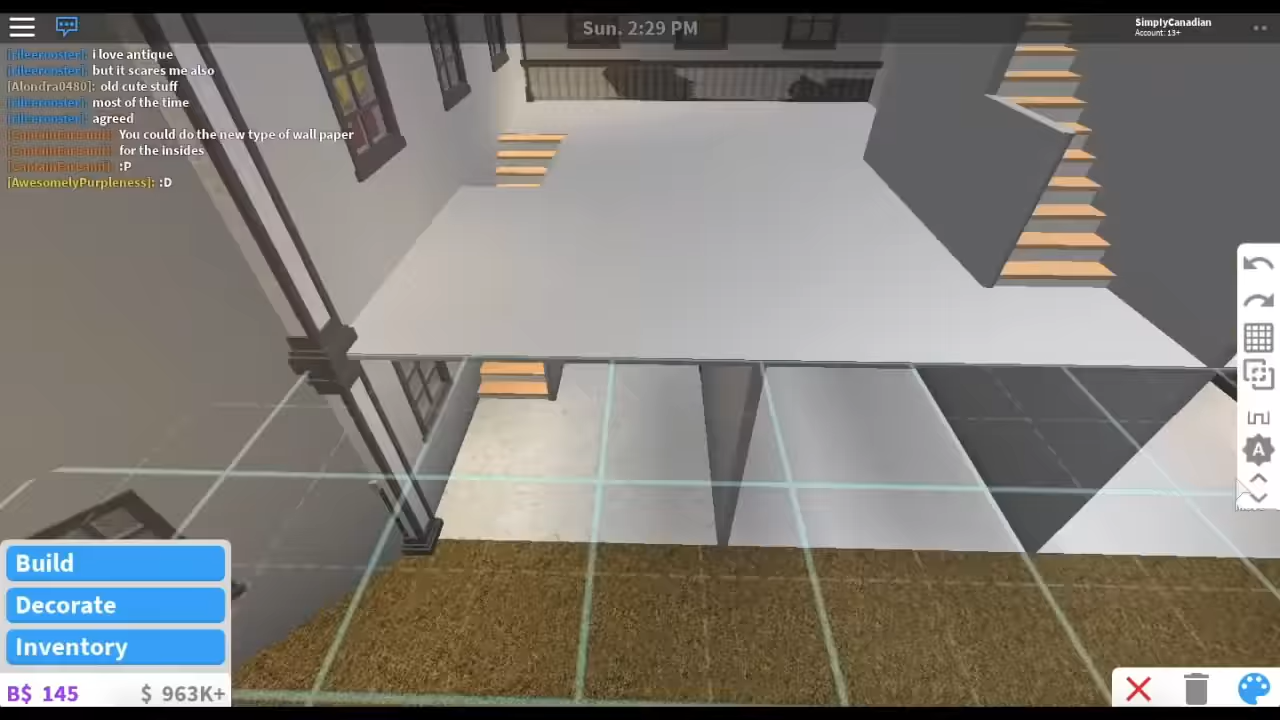 Sun. 2:29 PM
SimplyCanadian
Account: 13+
i love antique
but it scares me also
[Alondra0480]: old cute stuff
most of the time
agreed
You could do the new type of wall paper
for the insides
:P
[AwesomelyPurpleness]: :D
A
Build
Decorate
Inventory
B$ 145
$ 963K+